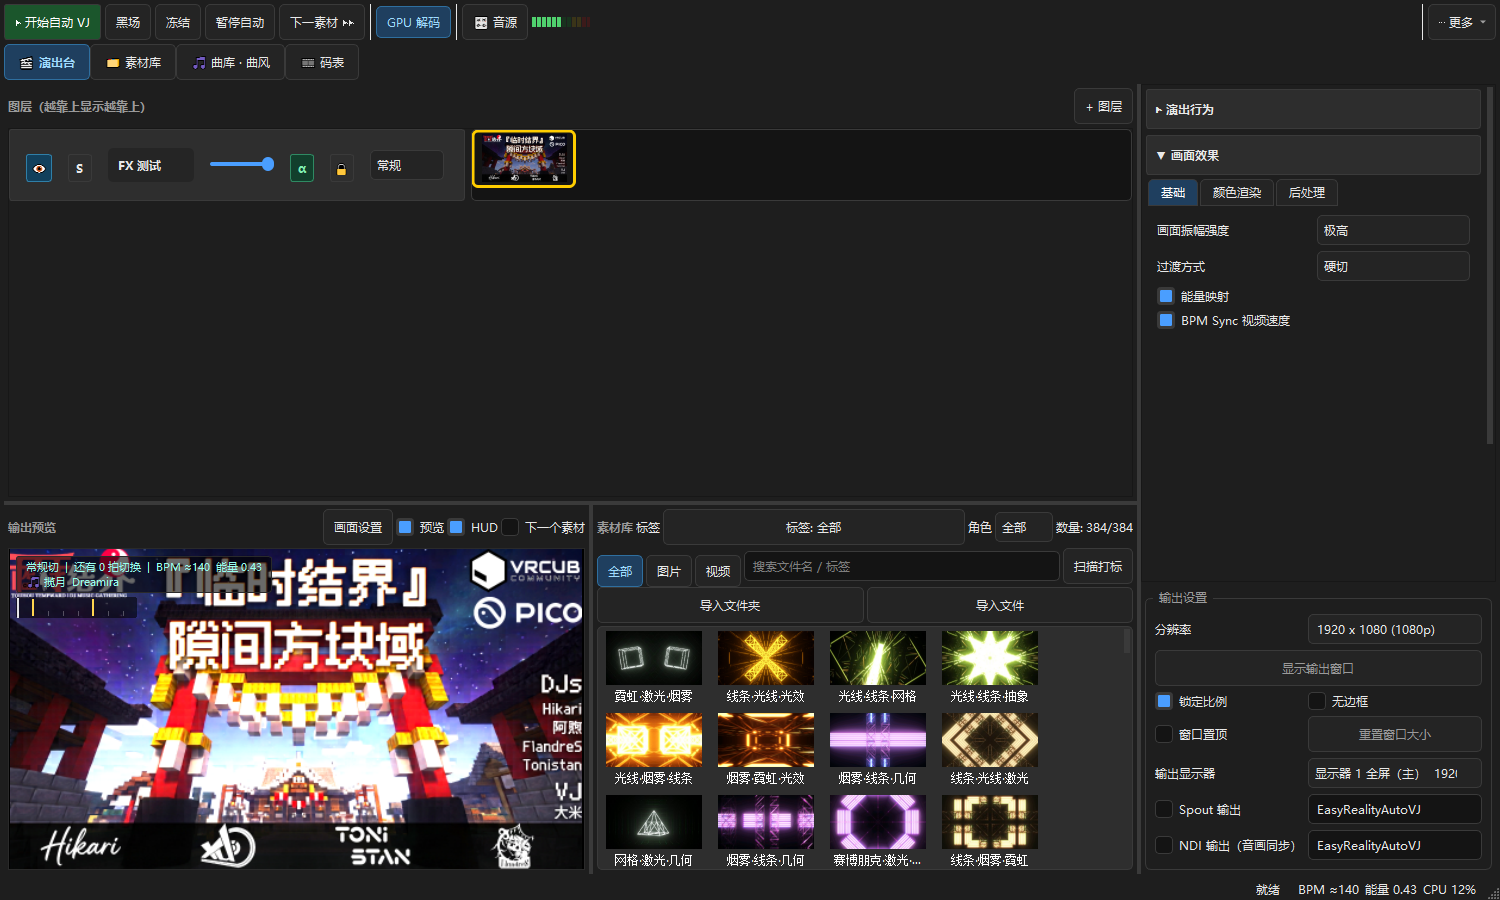 开始自动 VJ
黑场
冻结
暂停自动
下一素材
GPU 解码
音源
更多
演出台
素材库
曲库 · 曲风
码表
图层（越靠上显示越靠上）
+ 图层
S
FX 测试
α
常规
『临时结界』
隙间方块域
演出行为
画面效果
基础
颜色渲染
后处理
画面振幅强度
极高
过渡方式
硬切
能量映射
BPM Sync 视频速度
输出预览
画面设置
预览
HUD
下一个素材
常规切 | 还有 0 拍切换 | BPM ≈140 能量 0.43
揽月 Dreamira
『临时结界』
隙间方块域
VRCUB
COMMUNITY
PICO
DJs
Hikari
阿煦
FlandreS
Tonistan
VJ
大米
Hikari
TONI
STAN
素材库 标签
标签: 全部
角色
全部
数量: 384/384
全部
图片
视频
搜索文件名 / 标签
扫描打标
导入文件夹
导入文件
霓虹·激光·烟雾
线条·光线·光效
光线·线条·网格
光线·线条·抽象
光线·烟雾·线条
烟雾·霓虹·光效
烟雾·线条·几何
线条·光线·激光
网格·激光·几何
烟雾·线条·几何
赛博朋克·激光·...
线条·烟雾·霓虹
输出设置
分辨率
1920 x 1080 (1080p)
显示输出窗口
锁定比例
无边框
窗口置顶
重置窗口大小
输出显示器
显示器 1 全屏（主） 192
Spout 输出
EasyRealityAutoVJ
NDI 输出（音画同步）
EasyRealityAutoVJ
就绪
BPM ≈140 能量 0.43 CPU 12%